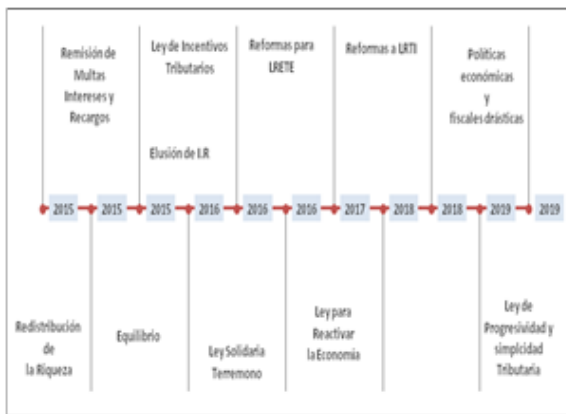 Remisión de
Multas
Intereses y
Recargos
Ley de Incentivos
Tributarios
Elusión de I.R
Reformas para
LRETE
Reformas a LRTI
Políticas
económicas
y
fiscales drásticas
2015
2015
2015
2016
2016
2016
2017
2018
2018
2019
2019
Redistribución
de
la Riqueza
Equilibrio
Ley Solidaria
Terremono
Ley para
Reactivar
la Economía
Ley de
Progresividad y
simplcidad
Tributaria